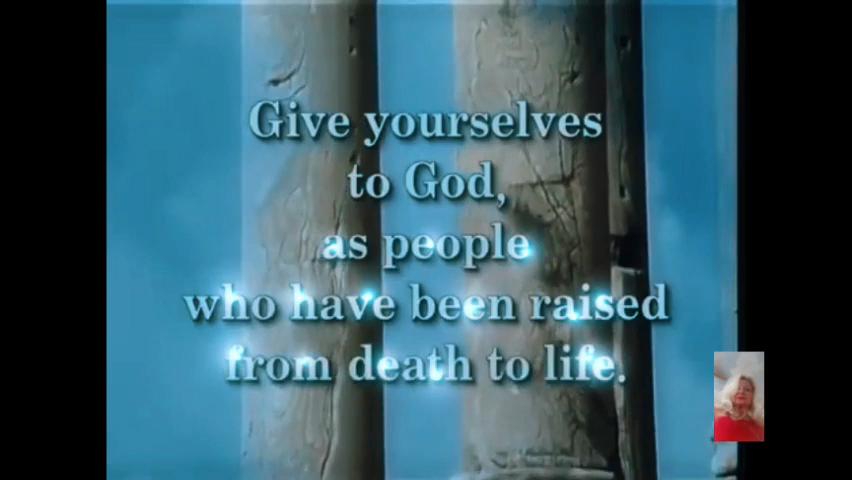 Give yourselves
to God,
as people
who have been raised
from death to life.